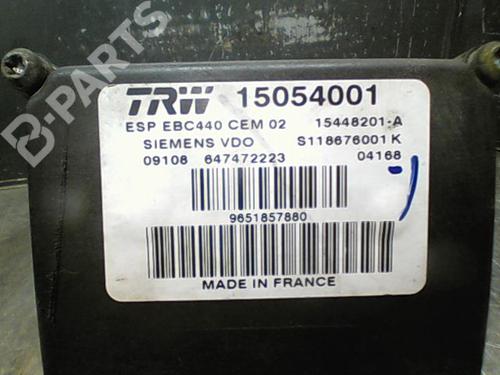 B-PARTS
TRW 15054001
ESP EBC440 CEM 02 15448201-A
SIEMENS VDO S118676001 K
09108 647472223 04168
9651857880
MADE IN FRANCE